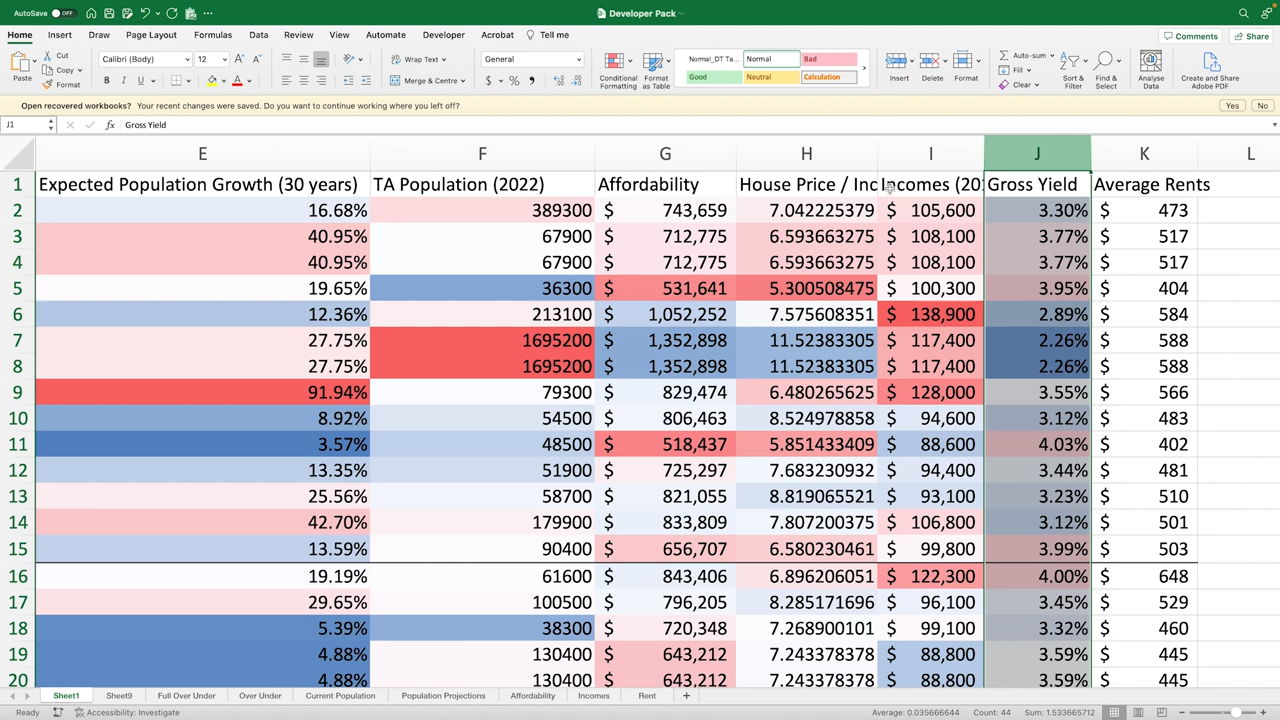 AutoSave OFF Developer Pack
Home Insert Draw Page Layout Formulas Data Review View Automate Developer Acrobat Tell me Comments Share
Paste Cut Copy Format Calibri (Body) 12 Wrap Text Merge & Centre General Conditional Formatting Format as Table Normal_DT Ta... Normal Bad Good Neutral Calculation Insert Delete Format Auto-sum Fill Clear Sort & Filter Find & Select Analyse Data Create and Share Adobe PDF
Open recovered workbooks? Your recent changes were saved. Do you want to continue working where you left off? Yes No
J1 fx Gross Yield
E F G H I J K L
1 Expected Population Growth (30 years) TA Population (2022) Affordability House Price / Inc Incomes (20 Gross Yield Average Rents
2 16.68% 389300 $ 743,659 7.042225379 $ 105,600 3.30% $ 473
3 40.95% 67900 $ 712,775 6.593663275 $ 108,100 3.77% $ 517
4 40.95% 67900 $ 712,775 6.593663275 $ 108,100 3.77% $ 517
5 19.65% 36300 $ 531,641 5.300508475 $ 100,300 3.95% $ 404
6 12.36% 213100 $ 1,052,252 7.575608351 $ 138,900 2.89% $ 584
7 27.75% 1695200 $ 1,352,898 11.52383305 $ 117,400 2.26% $ 588
8 27.75% 1695200 $ 1,352,898 11.52383305 $ 117,400 2.26% $ 588
9 91.94% 79300 $ 829,474 6.480265625 $ 128,000 3.55% $ 566
10 8.92% 54500 $ 806,463 8.524978858 $ 94,600 3.12% $ 483
11 3.57% 48500 $ 518,437 5.851433409 $ 88,600 4.03% $ 402
12 13.35% 51900 $ 725,297 7.683230932 $ 94,400 3.44% $ 481
13 25.56% 58700 $ 821,055 8.819065521 $ 93,100 3.23% $ 510
14 42.70% 179900 $ 833,809 7.807200375 $ 106,800 3.12% $ 501
15 13.59% 90400 $ 656,707 6.580230461 $ 99,800 3.99% $ 503
16 19.19% 61600 $ 843,406 6.896206051 $ 122,300 4.00% $ 648
17 29.65% 100500 $ 796,205 8.285171696 $ 96,100 3.45% $ 529
18 5.39% 38300 $ 720,348 7.268900101 $ 99,100 3.32% $ 460
19 4.88% 130400 $ 643,212 7.243378378 $ 88,800 3.59% $ 445
20 4.88% 130400 $ 643,212 7.243378378 $ 88,800 3.59% $ 445
Sheet1 Sheet9 Full Over Under Over Under Current Population Population Projections Affordability Incomes Rent
Ready Accessibility: Investigate Average: 0.035666644 Count: 44 Sum: 1.533665712